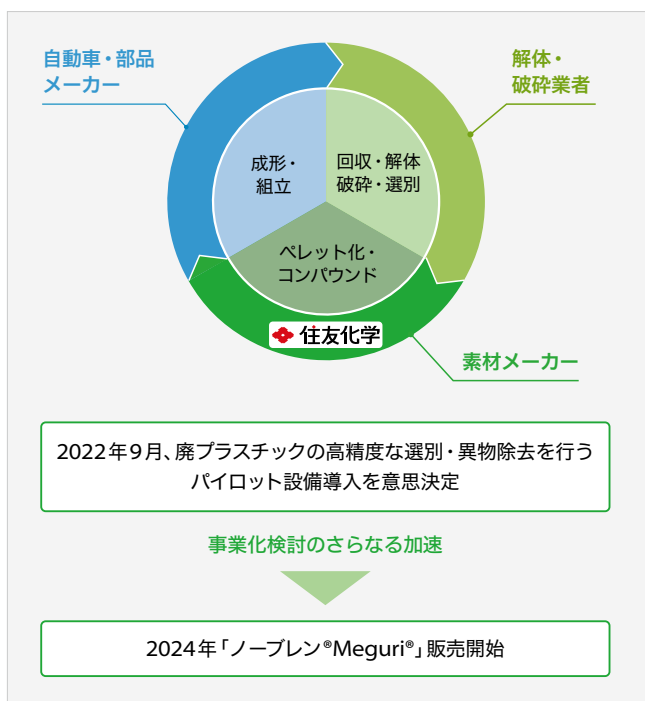 自動車・部品
メーカー
解体・
破砕業者
成形・
組立
回収・解体
破砕・選別
ペレット化・
コンパウンド
住友化学
素材メーカー
2022年9月、廃プラスチックの高精度な選別・異物除去を行う
パイロット設備導入を意思決定
事業化検討のさらなる加速
2024年「ノーブレン®Meguri®」販売開始